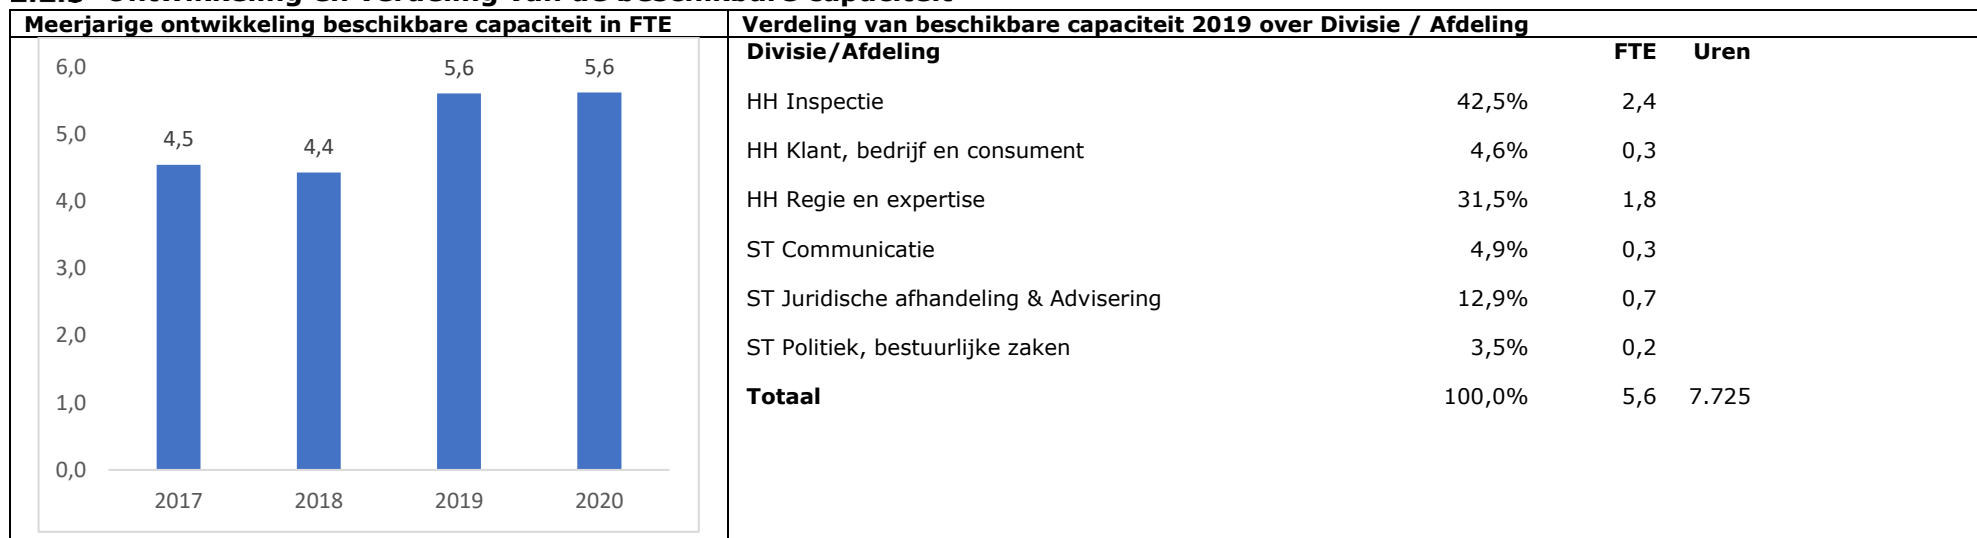 Meerjarige ontwikkeling beschikbare capaciteit in FTE
6,0
5,0
4,0
3,0
2,0
1,0
0,0
4,5
4,4
5,6
5,6
2017 2018 2019 2020
Verdeling van beschikbare capaciteit 2019 over Divisie / Afdeling
Divisie/Afdeling FTE Uren
HH Inspectie 42,5% 2,4
HH Klant, bedrijf en consument 4,6% 0,3
HH Regie en expertise 31,5% 1,8
ST Communicatie 4,9% 0,3
ST Juridische afhandeling & Advisering 12,9% 0,7
ST Politiek, bestuurlijke zaken 3,5% 0,2
Totaal 100,0% 5,6 7.725